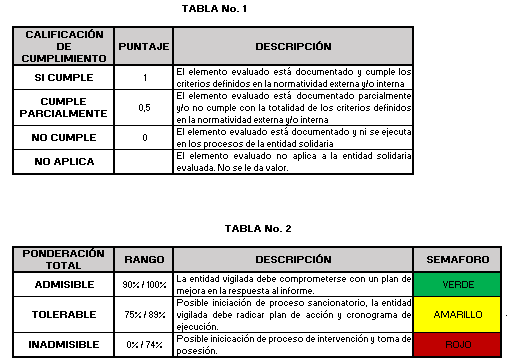 TABLA No. 1
CALIFICACIÓN DE CUMPLIMIENTO PUNTAJE DESCRIPCIÓN
SI CUMPLE 1 El elemento evaluado está documentado y cumple los
criterios definidos en la normatividad externa y/o interna
CUMPLE PARCIALMENTE 0,5 El elemento evaluado está documentado parcialmente
y/o no cumple con la totalidad de los criterios definidos
en la normatividad externa y/o interna
NO CUMPLE 0 El elemento evaluado está documentado y ni se ejecuta
en los procesos de la entidad solidaria
NO APLICA El elemento evaluado no aplica a la entidad solidaria
evaluada. No se le da valor.
TABLA No. 2
PONDERACIÓN TOTAL RANGO DESCRIPCIÓN SEMAFORO
ADMISIBLE 90% / 100% La entidad vigilada debe comprometerse con un plan de
mejora en la respuesta al informe. VERDE
TOLERABLE 75% / 89% Posible iniciación de proceso sancionatorio, la entidad
vigilada debe radicar plan de acción y cronograma de
ejecución. AMARILLO
INADMISIBLE 0% / 74% Posible iniciación de proceso de intervención y toma de
posesión. ROJO